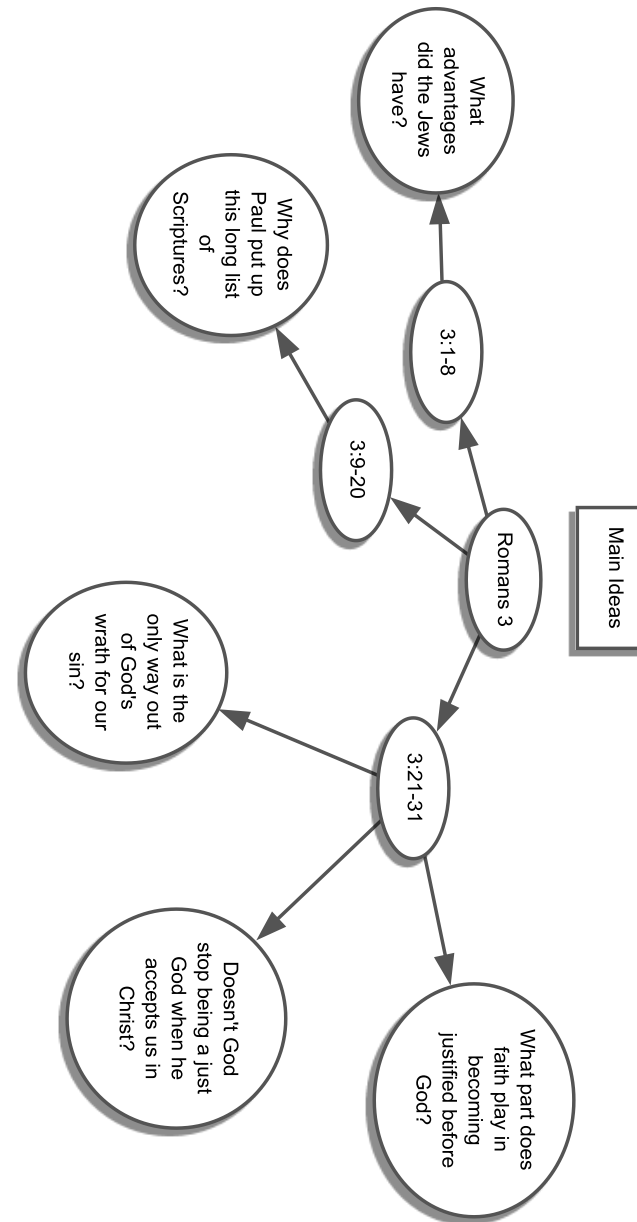 Main Ideas
Romans 3
3:1-8
What
advantages
did the Jews
have?
3:9-20
Why does
Paul put up
this long list
of
Scriptures?
3:21-31
What is the
only way out
of God's
wrath for our
sin?
Doesn't God
stop being a just
God when he
accepts us in
Christ?
What part does
faith play in
becoming
justified before
God?